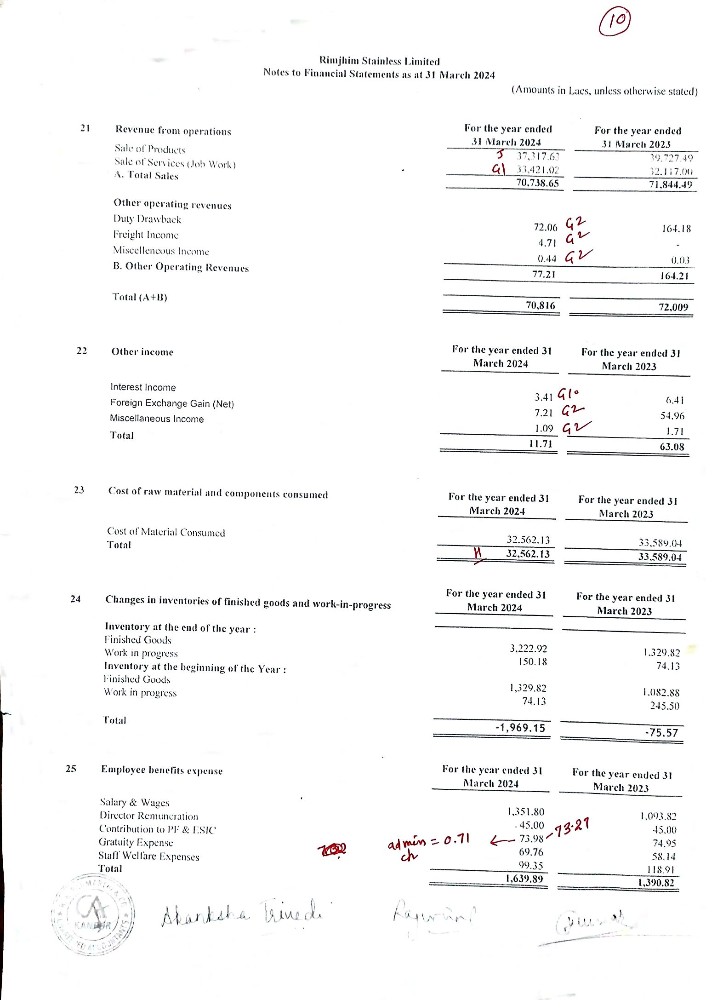 10
Rimjhim Stainless Limited
Notes to Financial Statements as at 31 March 2024
(Amounts in Lacs, unless otherwise stated)
21 Revenue from operations For the year ended 31 March 2024 For the year ended 31 March 2023
Sale of Products J 37,317.63 39,727.49
Sale of Services (Job Work) G1 33,421.02 32,117.00
A. Total Sales 70,738.65 71,844.49
Other operating revenues
Duty Drawback 72.06 G2 164.18
Freight Income 4.71 G2 -
Miscelleneous Income 0.44 G2 0.03
B. Other Operating Revenues 77.21 164.21
Total (A+B) 70,816 72,009
22 Other income For the year ended 31 March 2024 For the year ended 31 March 2023
Interest Income 3.41 G10 6.41
Foreign Exchange Gain (Net) 7.21 G2 54.96
Miscellaneous Income 1.09 G2 1.71
Total 11.71 63.08
23 Cost of raw material and components consumed For the year ended 31 March 2024 For the year ended 31 March 2023
Cost of Material Consumed 32,562.13 33,589.04
Total H 32,562.13 33,589.04
24 Changes in inventories of finished goods and work-in-progress For the year ended 31 March 2024 For the year ended 31 March 2023
Inventory at the end of the year :
Finished Goods 3,222.92 1,329.82
Work in progress 150.18 74.13
Inventory at the beginning of the Year :
Finished Goods 1,329.82 1,082.88
Work in progress 74.13 245.50
Total -1,969.15 -75.57
25 Employee benefits expense For the year ended 31 March 2024 For the year ended 31 March 2023
Salary & Wages 1,351.80 1,093.82
Director Remuneration 45.00 45.00
Contribution to PF & ESIC admin ch = 0.71 ← 73.98 - 73.27 74.95
Gratuity Expense 69.76 58.14
Staff Welfare Expenses 99.35 118.91
Total 1,639.89 1,390.82
CA
KANPUR
CHARTERED ACCOUNTANTS
Akanksha Trivedi